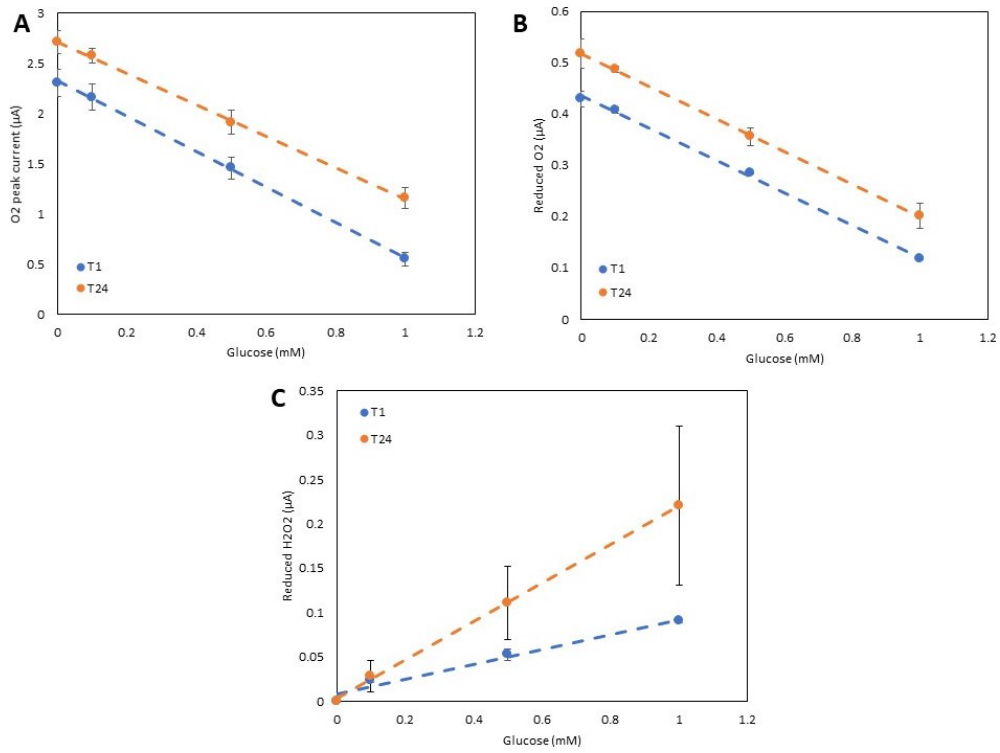 A
O2 peak current (µA)
3
2.5
2
1.5
1
0.5
0
T1
T24
0 0.2 0.4 0.6 0.8 1 1.2
Glucose (mM)
B
Reduced O2 (µA)
0.6
0.5
0.4
0.3
0.2
0.1
0
T1
T24
0 0.2 0.4 0.6 0.8 1 1.2
Glucose (mM)
C
Reduced H2O2 (µA)
0.35
0.3
0.25
0.2
0.15
0.1
0.05
0
T1
T24
0 0.2 0.4 0.6 0.8 1 1.2
Glucose (mM)